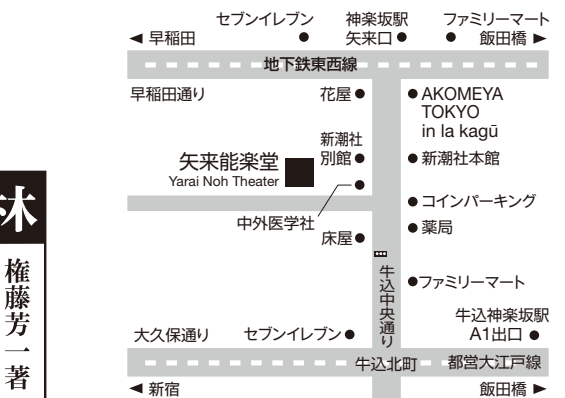 セブンイレブン
神楽坂駅
矢来口
ファミリーマート
◀ 早稲田
飯田橋 ▶
地下鉄東西線
早稲田通り
花屋
AKOMEYA
TOKYO
in la kagū
新潮社
別館
新潮社本館
矢来能楽堂
Yarai Noh Theater
コインパーキング
中外医学社
薬局
床屋
牛込中央通り
ファミリーマート
牛込神楽坂駅
A1出口
大久保通り
セブンイレブン
牛込北町
都営大江戸線
◀ 新宿
飯田橋 ▶
権藤芳一著